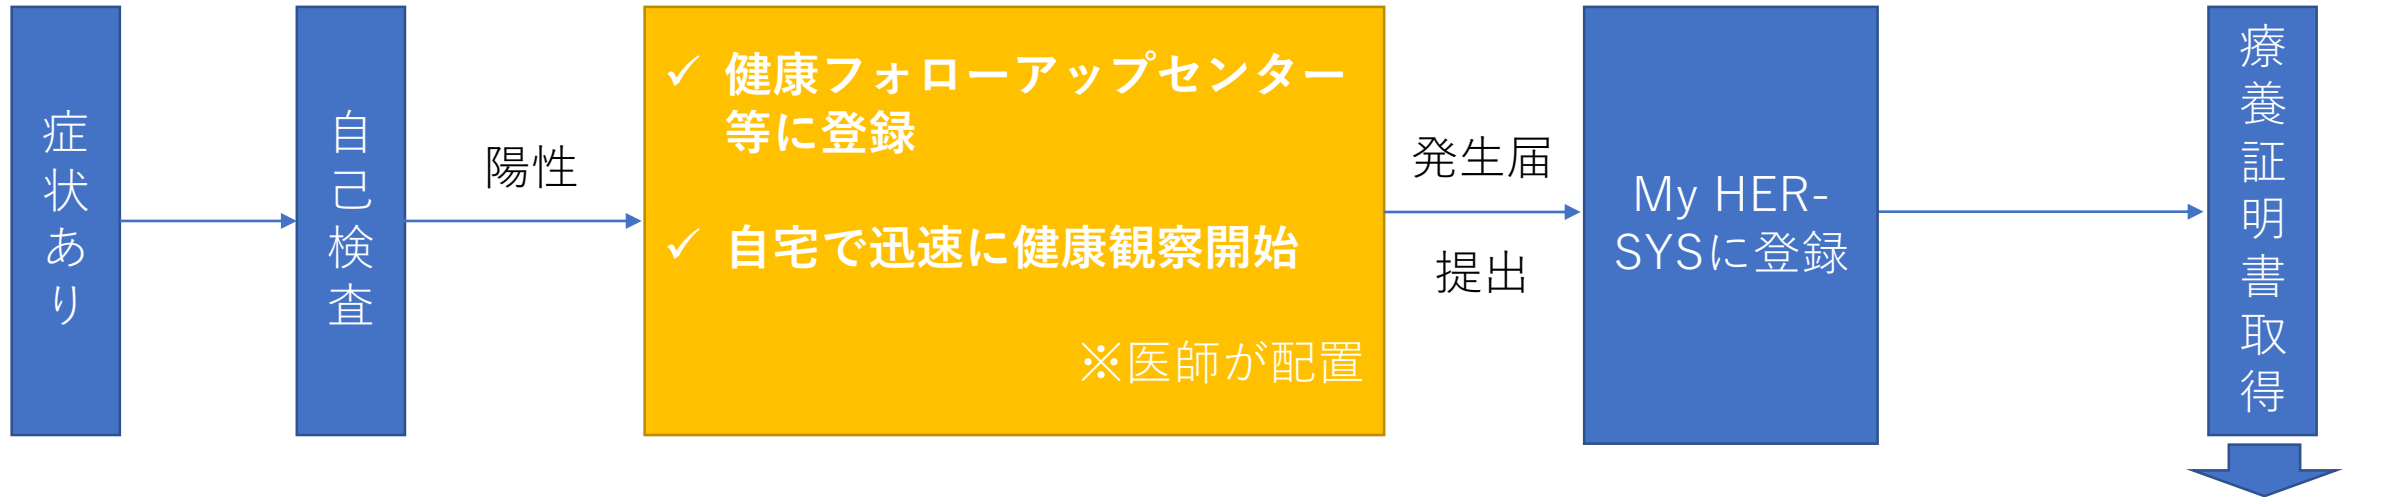 症状あり
自己検査
陽性
✓ 健康フォローアップセンター
等に登録
✓ 自宅で迅速に健康観察開始
※医師が配置
発生届
提出
My HER-
SYSに登録
療養証明書取得